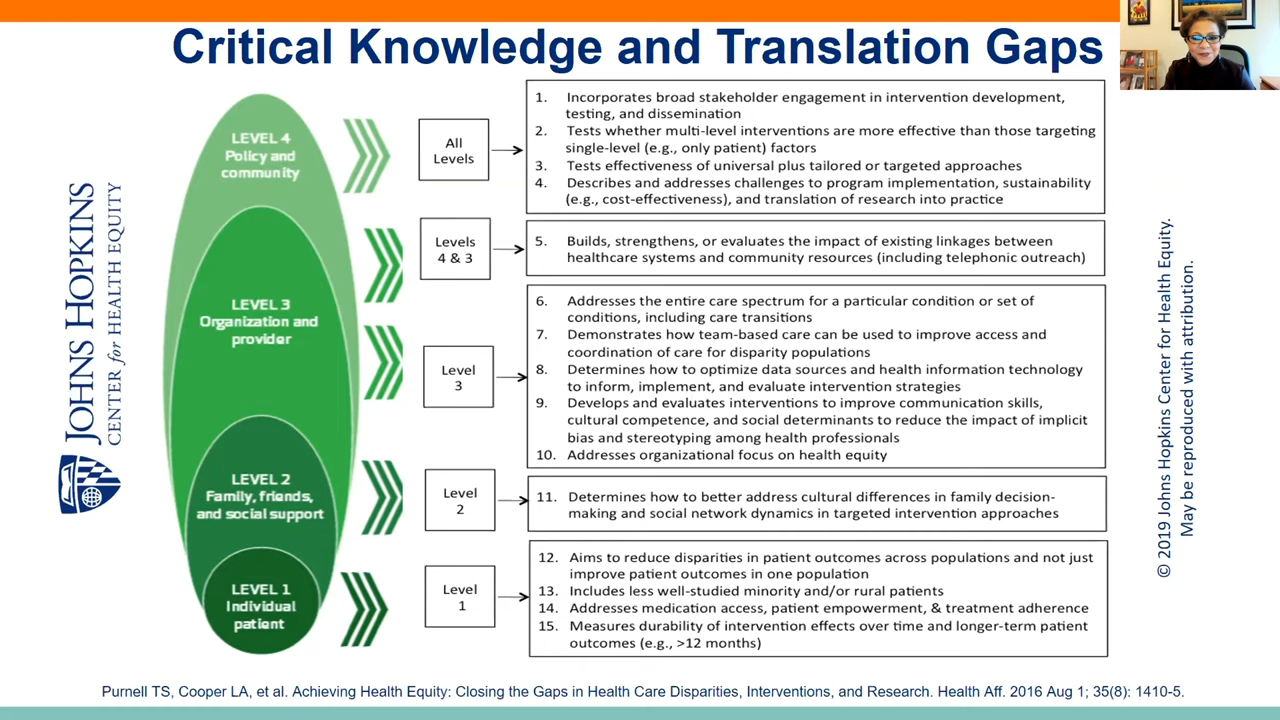 Critical Knowledge and Translation Gaps
LEVEL 4
Policy and
community
LEVEL 3
Organization and
provider
LEVEL 2
Family, friends,
and social support
LEVEL 1
Individual
patient
All
Levels
1. Incorporates broad stakeholder engagement in intervention development,
testing, and dissemination
2. Tests whether multi-level interventions are more effective than those targeting
single-level (e.g., only patient) factors
3. Tests effectiveness of universal plus tailored or targeted approaches
4. Describes and addresses challenges to program implementation, sustainability
(e.g., cost-effectiveness), and translation of research into practice
Levels
4 & 3
5. Builds, strengthens, or evaluates the impact of existing linkages between
healthcare systems and community resources (including telephonic outreach)
Level
3
6. Addresses the entire care spectrum for a particular condition or set of
conditions, including care transitions
7. Demonstrates how team-based care can be used to improve access and
coordination of care for disparity populations
8. Determines how to optimize data sources and health information technology
to inform, implement, and evaluate intervention strategies
9. Develops and evaluates interventions to improve communication skills,
cultural competence, and social determinants to reduce the impact of implicit
bias and stereotyping among health professionals
10. Addresses organizational focus on health equity
Level
2
11. Determines how to better address cultural differences in family decision-
making and social network dynamics in targeted intervention approaches
Level
1
12. Aims to reduce disparities in patient outcomes across populations and not just
improve patient outcomes in one population
13. Includes less well-studied minority and/or rural patients
14. Addresses medication access, patient empowerment, & treatment adherence
15. Measures durability of intervention effects over time and longer-term patient
outcomes (e.g., >12 months)
JOHNS HOPKINS
CENTER for HEALTH EQUITY
© 2019 Johns Hopkins Center for Health Equity.
May be reproduced with attribution.
Purnell TS, Cooper LA, et al. Achieving Health Equity: Closing the Gaps in Health Care Disparities, Interventions, and Research. Health Aff. 2016 Aug 1; 35(8): 1410-5.